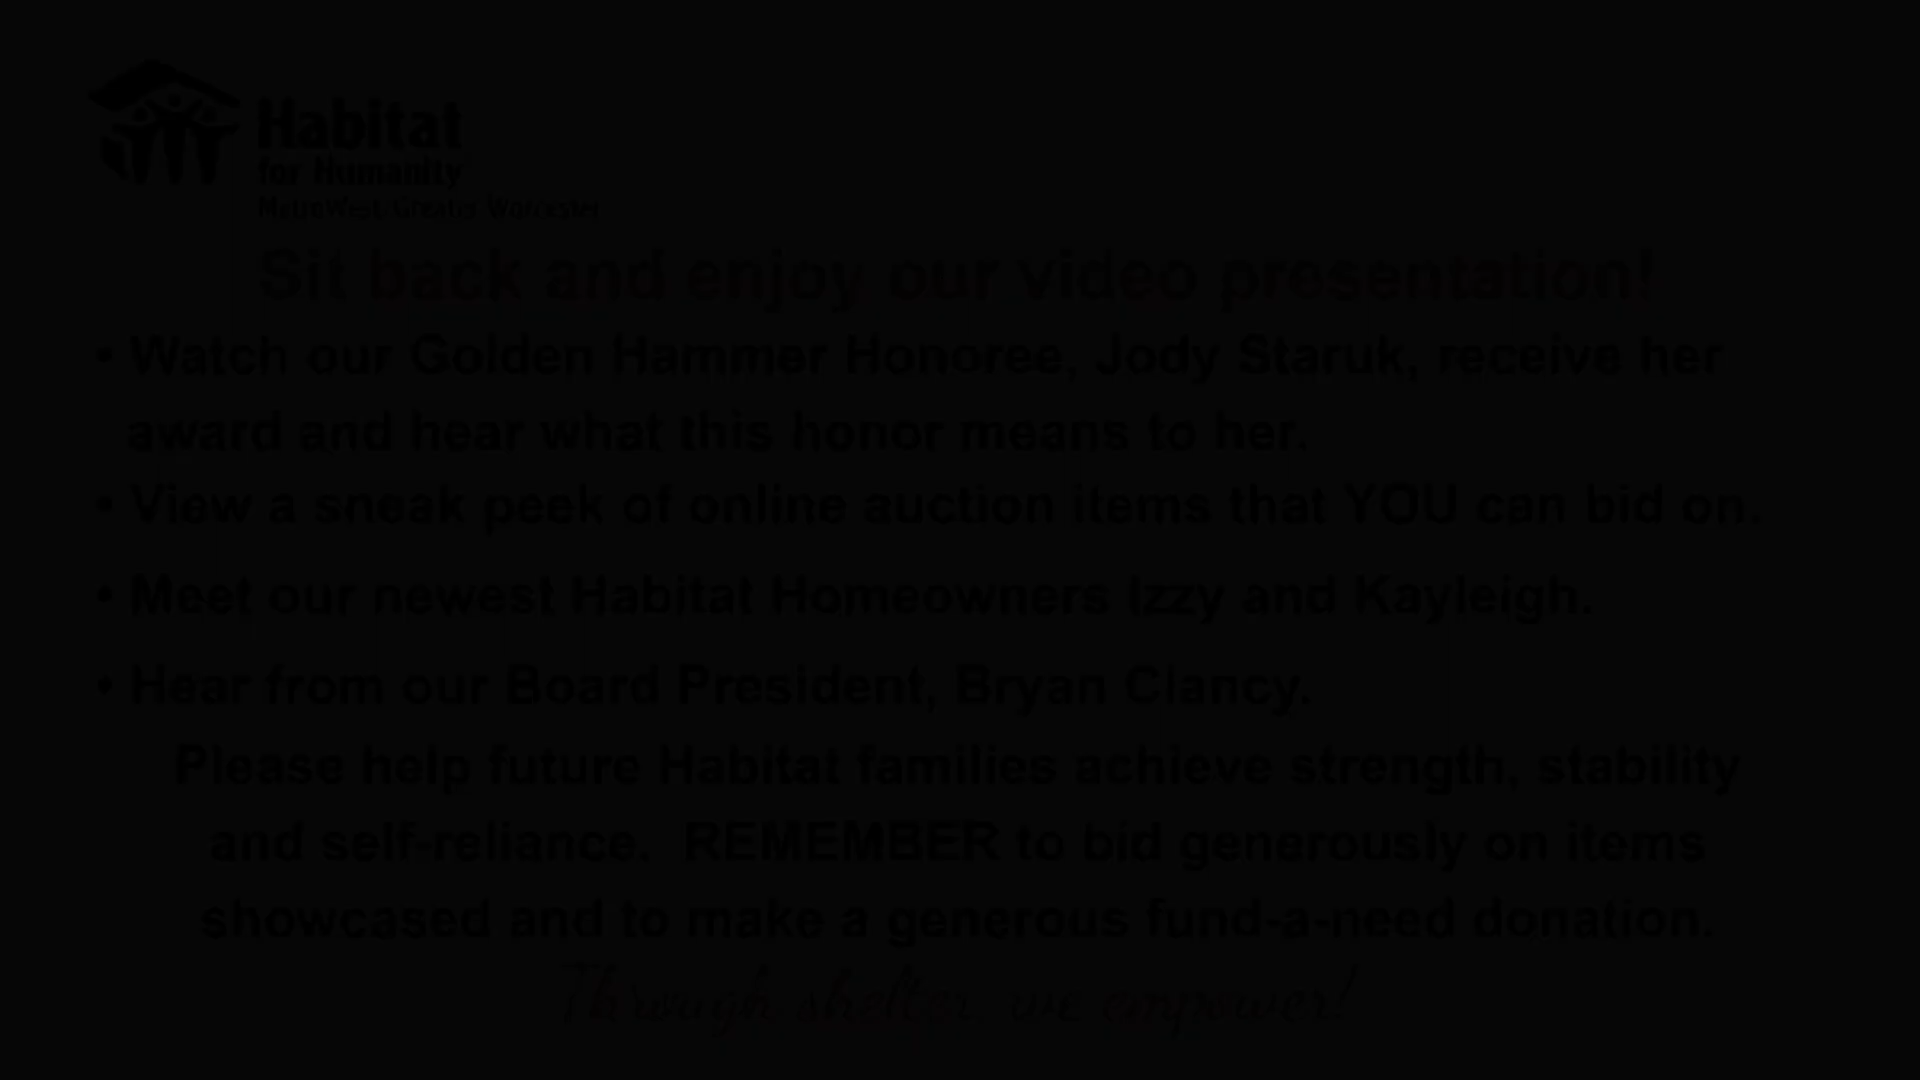 Habitat
for Humanity
MetroWest/Greater Worcester
Sit back and enjoy our video presentation!
• Watch our Golden Hammer Honoree, Jody Staruk, receive her
award and hear what this honor means to her.
• View a sneak peek of online auction items that YOU can bid on.
• Meet our newest Habitat Homeowners Izzy and Kayleigh.
• Hear from our Board President, Bryan Clancy.
Please help future Habitat families achieve strength, stability
and self-reliance. REMEMBER to bid generously on items
showcased and to make a generous fund-a-need donation.
Through shelter, we empower!